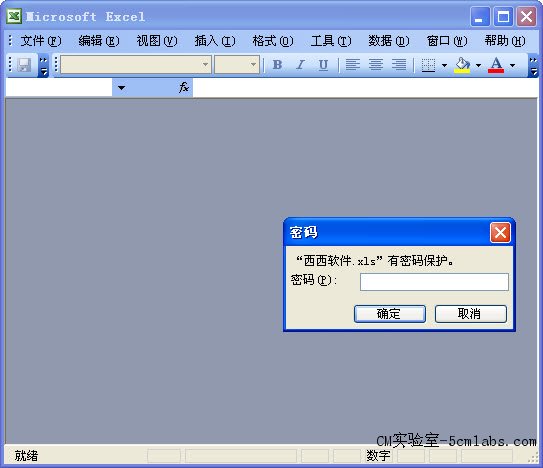 Microsoft Excel
文件(F) 编辑(E) 视图(V) 插入(I) 格式(O) 工具(T) 数据(D) 窗口(W) 帮助(H)
B I U A
fx
密码
“西西软件.xls”有密码保护。
密码(P):
确定 取消
CM实验室-5cmlabs.com
就绪 数字